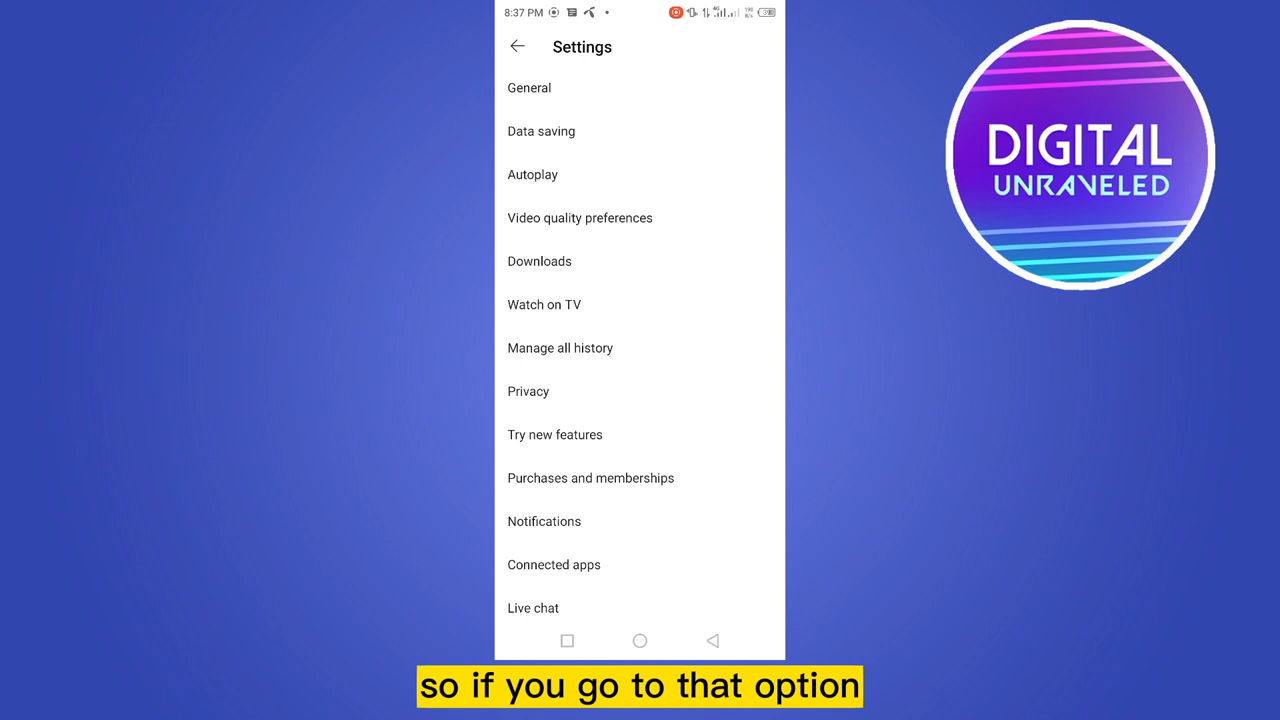 8:37 PM
Settings
General
Data saving
Autoplay
Video quality preferences
Downloads
Watch on TV
Manage all history
Privacy
Try new features
Purchases and memberships
Notifications
Connected apps
Live chat
DIGITAL
UNRAVELED
so if you go to that option